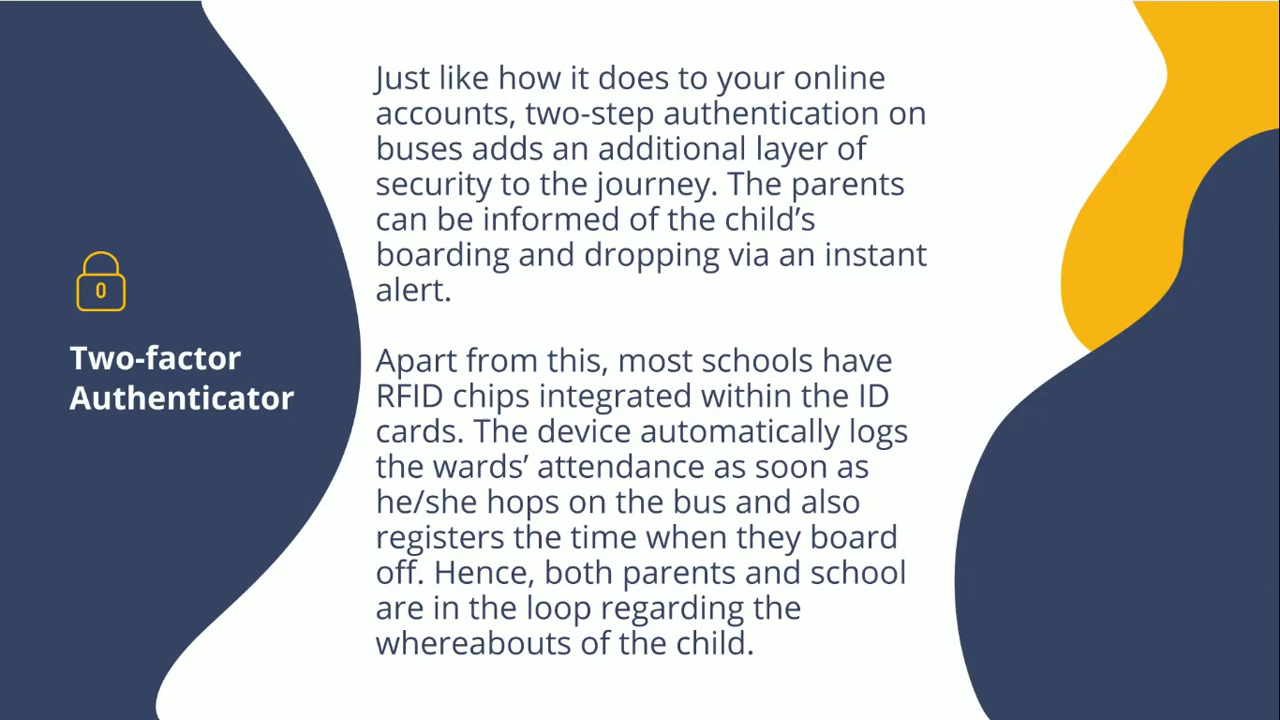 Two-factor
Authenticator
Just like how it does to your online
accounts, two-step authentication on
buses adds an additional layer of
security to the journey. The parents
can be informed of the child’s
boarding and dropping via an instant
alert.
Apart from this, most schools have
RFID chips integrated within the ID
cards. The device automatically logs
the wards’ attendance as soon as
he/she hops on the bus and also
registers the time when they board
off. Hence, both parents and school
are in the loop regarding the
whereabouts of the child.